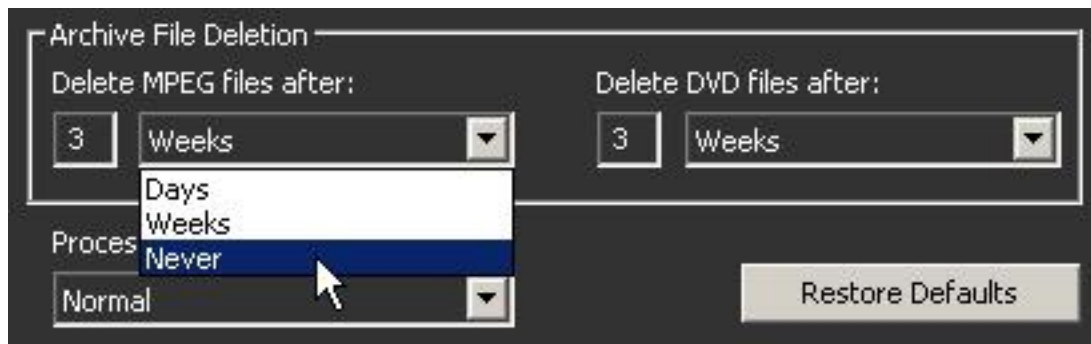 Archive File Deletion
Delete MPEG files after: Delete DVD files after:
3 Weeks 3 Weeks
Days
Weeks
Never
Normal Restore Defaults